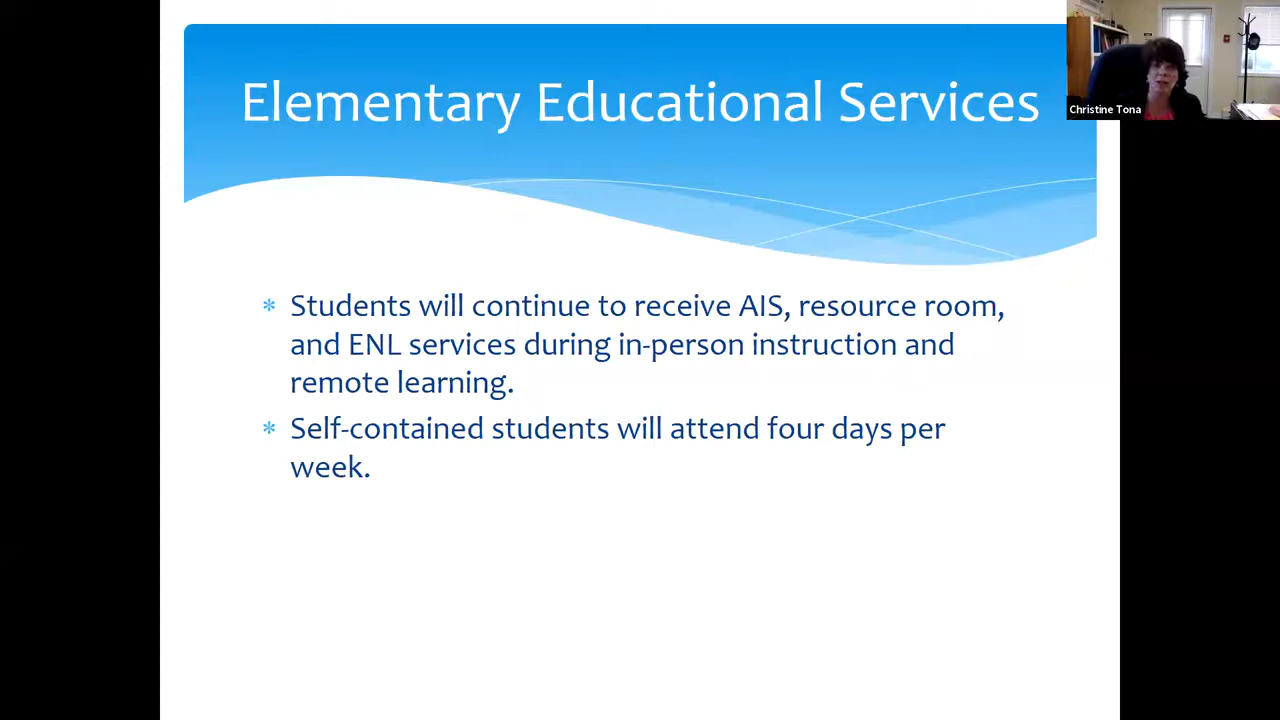 Elementary Educational Services
Christine Tona
* Students will continue to receive AIS, resource room,
and ENL services during in-person instruction and
remote learning.
* Self-contained students will attend four days per
week.